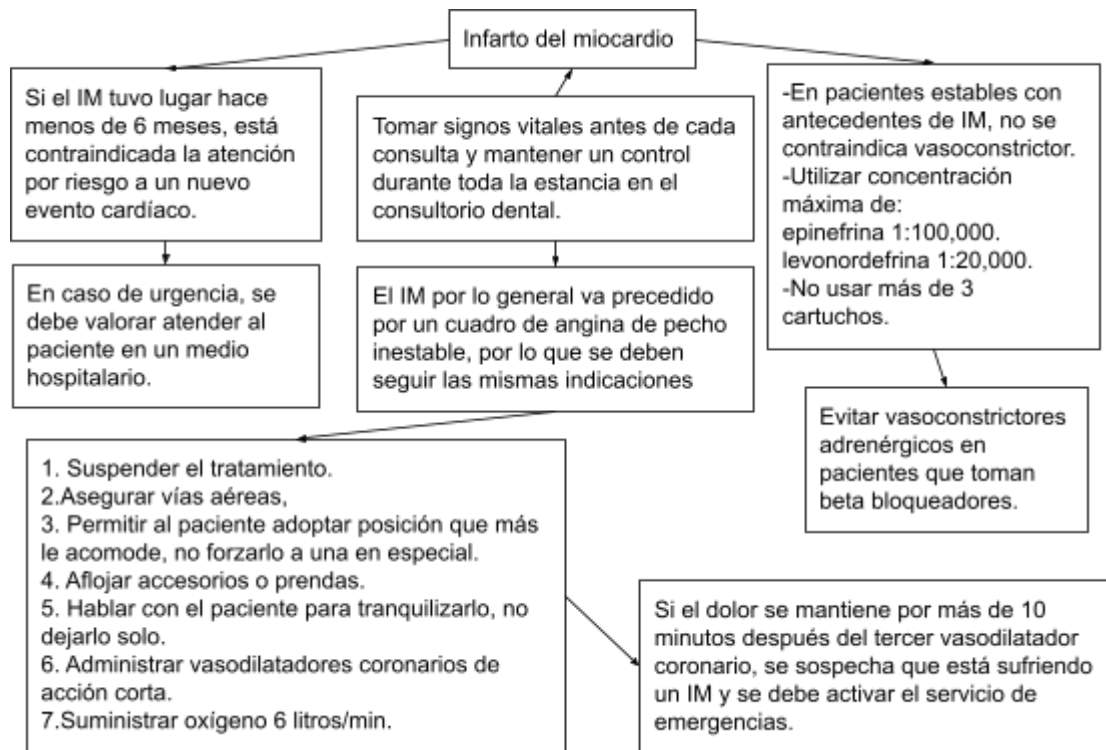 Infarto del miocardio
Si el IM tuvo lugar hace
menos de 6 meses, está
contraindicada la atención
por riesgo a un nuevo
evento cardíaco.
En caso de urgencia, se
debe valorar atender al
paciente en un medio
hospitalario.
Tomar signos vitales antes de cada
consulta y mantener un control
durante toda la estancia en el
consultorio dental.
El IM por lo general va precedido
por un cuadro de angina de pecho
inestable, por lo que se deben
seguir las mismas indicaciones
1. Suspender el tratamiento.
2.Asegurar vías aéreas,
3. Permitir al paciente adoptar posición que más
le acomode, no forzarlo a una en especial.
4. Aflojar accesorios o prendas.
5. Hablar con el paciente para tranquilizarlo, no
dejarlo solo.
6. Administrar vasodilatadores coronarios de
acción corta.
7.Suministrar oxígeno 6 litros/min.
Si el dolor se mantiene por más de 10
minutos después del tercer vasodilatador
coronario, se sospecha que está sufriendo
un IM y se debe activar el servicio de
emergencias.
-En pacientes estables con
antecedentes de IM, no se
contraindica vasoconstrictor.
-Utilizar concentración
máxima de:
epinefrina 1:100,000.
levonordefrina 1:20,000.
-No usar más de 3
cartuchos.
Evitar vasoconstrictores
adrenérgicos en
pacientes que toman
beta bloqueadores.